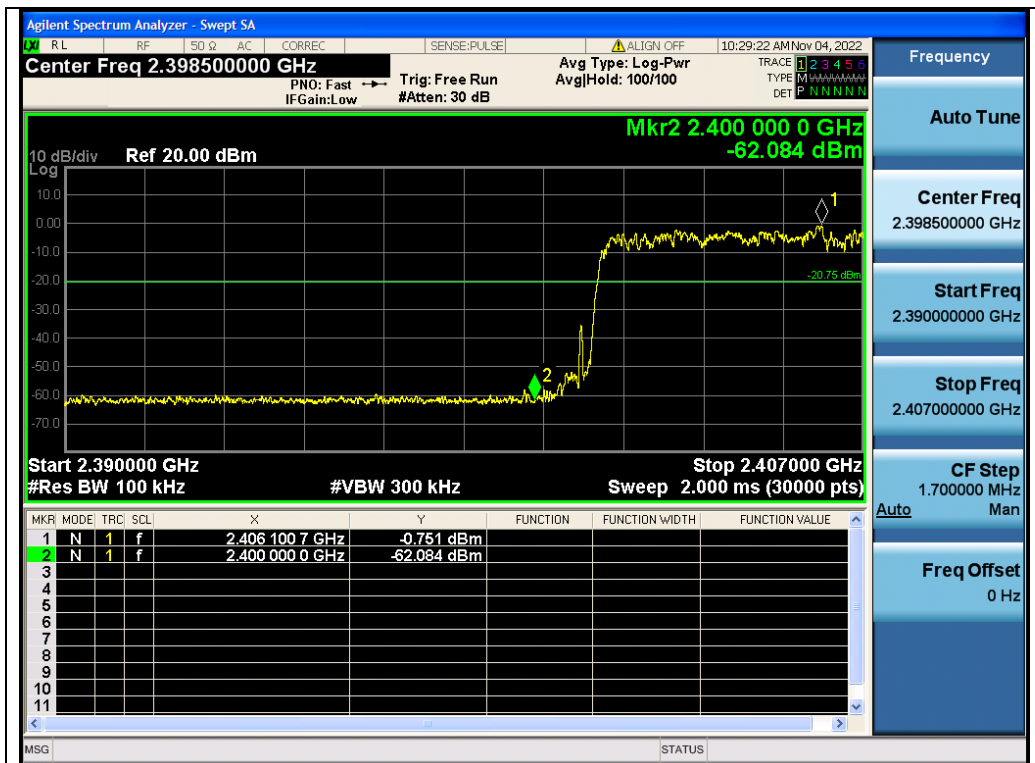 Agilent Spectrum Analyzer - Swept SA
LXI RL RF 50 Ω AC CORREC SENSE:PULSE ALIGN OFF 10:29:22 AM Nov 04, 2022
Center Freq 2.398500000 GHz
PNO: Fast
IFGain:Low
Trig: Free Run
#Atten: 30 dB
Avg Type: Log-Pwr
Avg|Hold: 100/100
TRACE 1 2 3 4 5 6
TYPE M
DET P N N N N N
Mkr2 2.400 000 0 GHz
-62.084 dBm
10 dB/div Ref 20.00 dBm
Log
10.0
0.00
-10.0
-20.0
-30.0
-40.0
-50.0
-60.0
-70.0
1
-20.75 dBm
2
Start 2.390000 GHz Stop 2.407000 GHz
#Res BW 100 kHz #VBW 300 kHz Sweep 2.000 ms (30000 pts)
MKR MODE TRC SCL X Y FUNCTION FUNCTION WIDTH FUNCTION VALUE
1 N 1 f 2.406 100 7 GHz -0.751 dBm
2 N 1 f 2.400 000 0 GHz -62.084 dBm
3
4
5
6
7
8
9
10
11
MSG STATUS
Frequency
Auto Tune
Center Freq
2.398500000 GHz
Start Freq
2.390000000 GHz
Stop Freq
2.407000000 GHz
CF Step
1.700000 MHz
Auto Man
Freq Offset
0 Hz